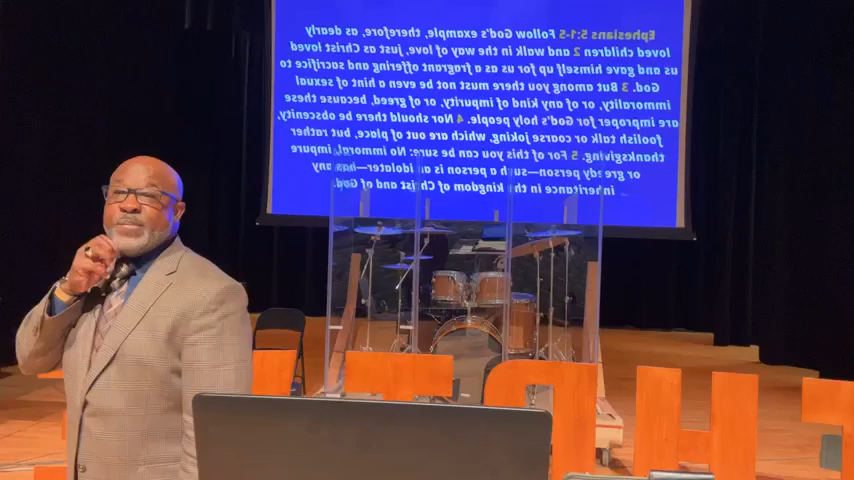 Ephesians 5:1-5 Follow God's example, therefore, as dearly
loved children 2 and walk in the way of love, just as Christ loved
us and gave himself up for us as a fragrant offering and sacrifice to
God. 3 But among you there must not be even a hint of sexual
immorality, or of any kind of impurity, or of greed, because these
are improper for God's holy people. 4 Nor should there be obscenity,
foolish talk or coarse joking, which are out of place, but rather
thanksgiving. 5 For of this you can be sure: No immoral, impure
or greedy person—such a person is an idolater—has any
inheritance in the kingdom of Christ and of God.